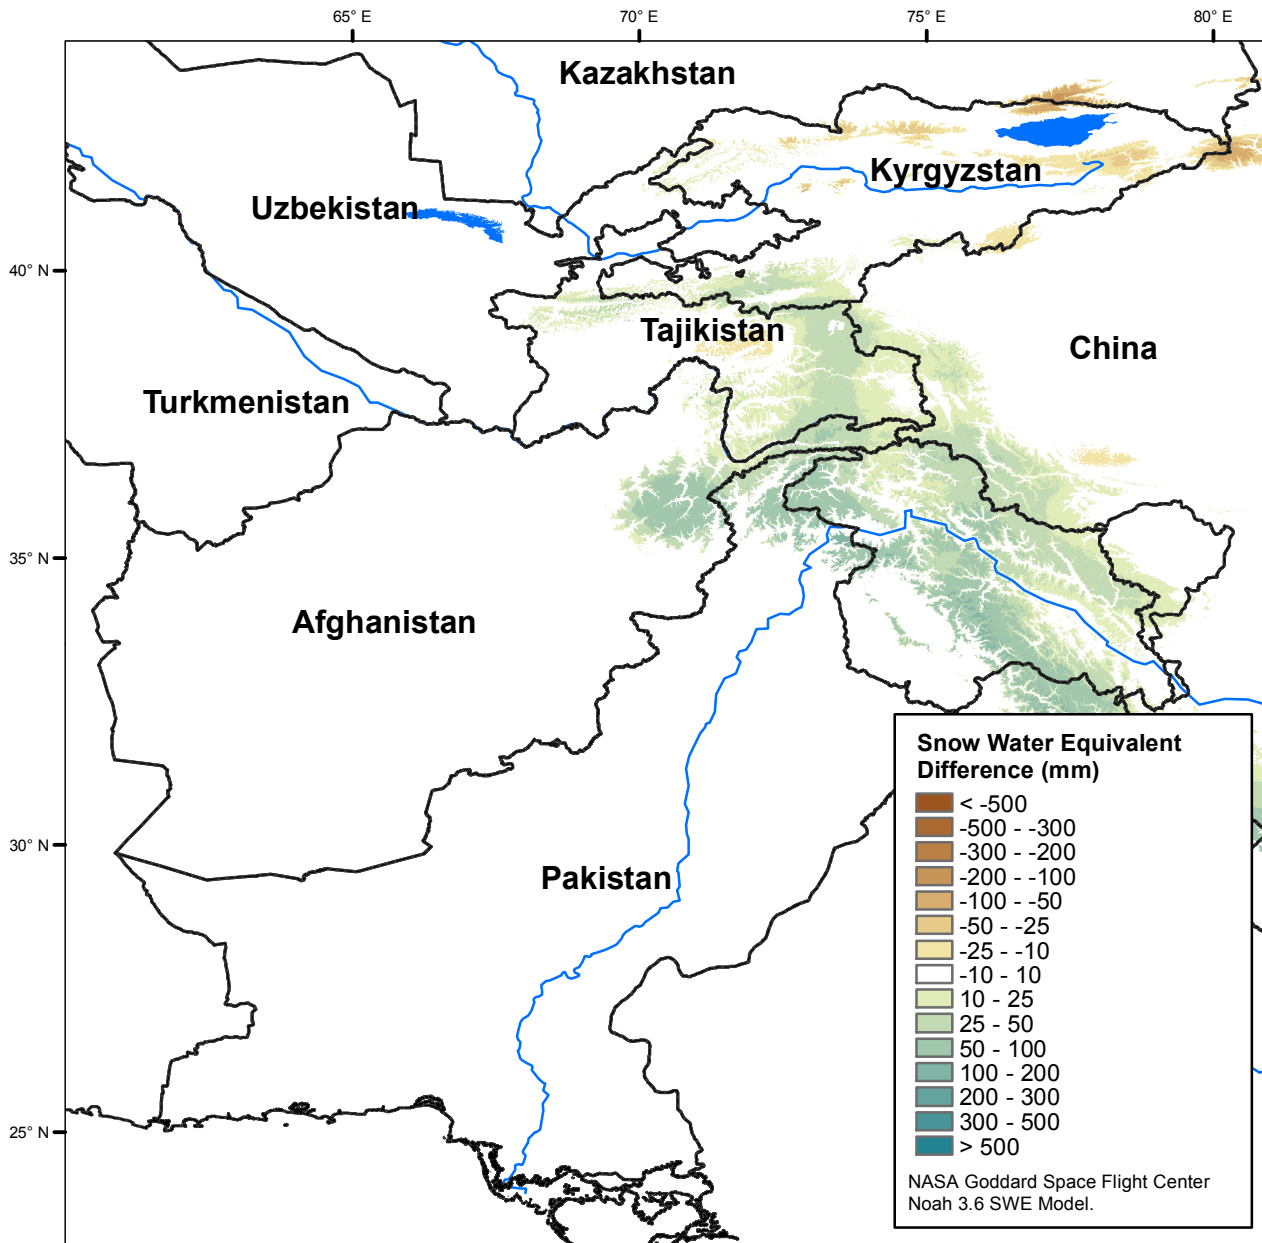 65° E
70° E
75° E
80° E
Kazakhstan
Kyrgyzstan
Uzbekistan
40° N
Tajikistan
China
Turkmenistan
35° N
Afghanistan
30° N
Pakistan
25° N
Snow Water Equivalent
Difference (mm)
< -500
-500 - -300
-300 - -200
-200 - -100
-100 - -50
-50 - -25
-25 - -10
-10 - 10
10 - 25
25 - 50
50 - 100
100 - 200
200 - 300
300 - 500
> 500
NASA Goddard Space Flight Center
Noah 3.6 SWE Model.